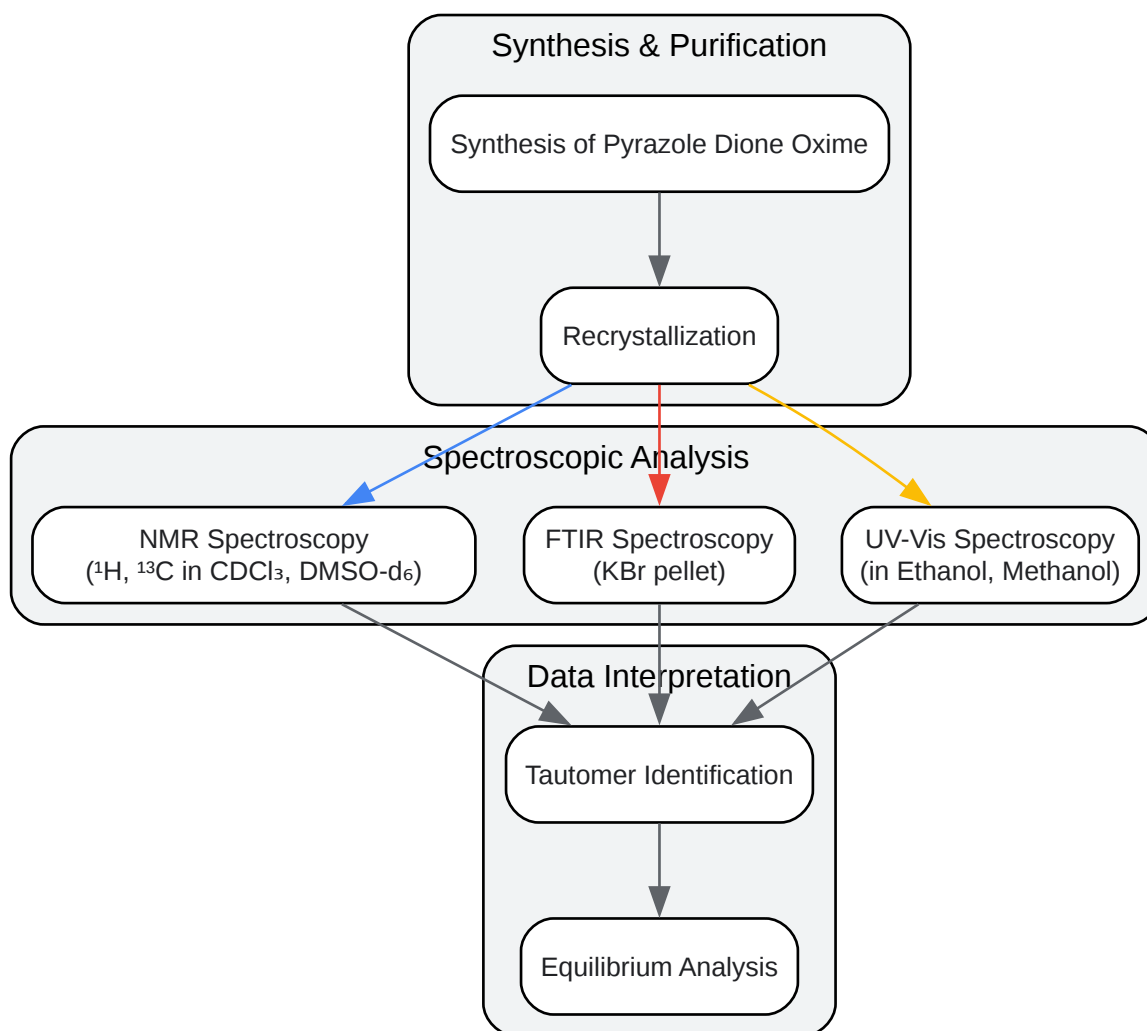 Synthesis & Purification
Synthesis of Pyrazole Dione Oxime
Recrystallization
Spectroscopic Analysis
NMR Spectroscopy
(¹H, ¹³C in CDCl₃, DMSO-d₆)
FTIR Spectroscopy
(KBr pellet)
UV-Vis Spectroscopy
(in Ethanol, Methanol)
Data Interpretation
Tautomer Identification
Equilibrium Analysis